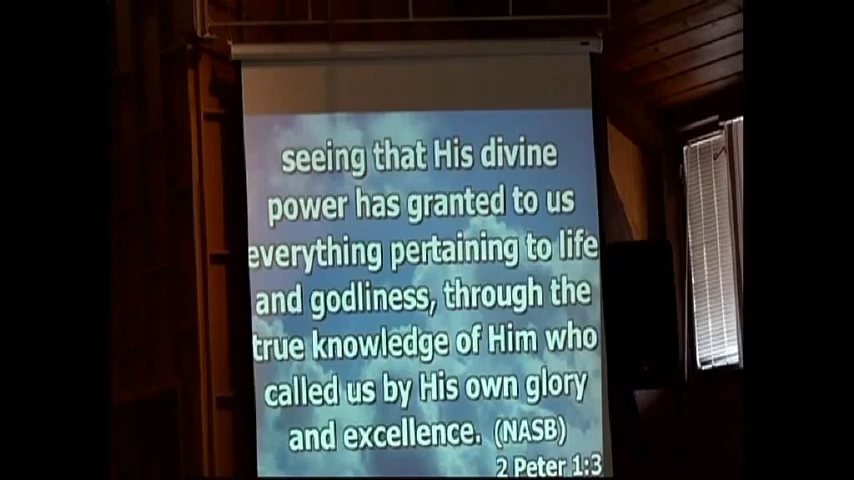 seeing that His divine
power has granted to us
everything pertaining to life
and godliness, through the
true knowledge of Him who
called us by His own glory
and excellence. (NASB)
2 Peter 1:3